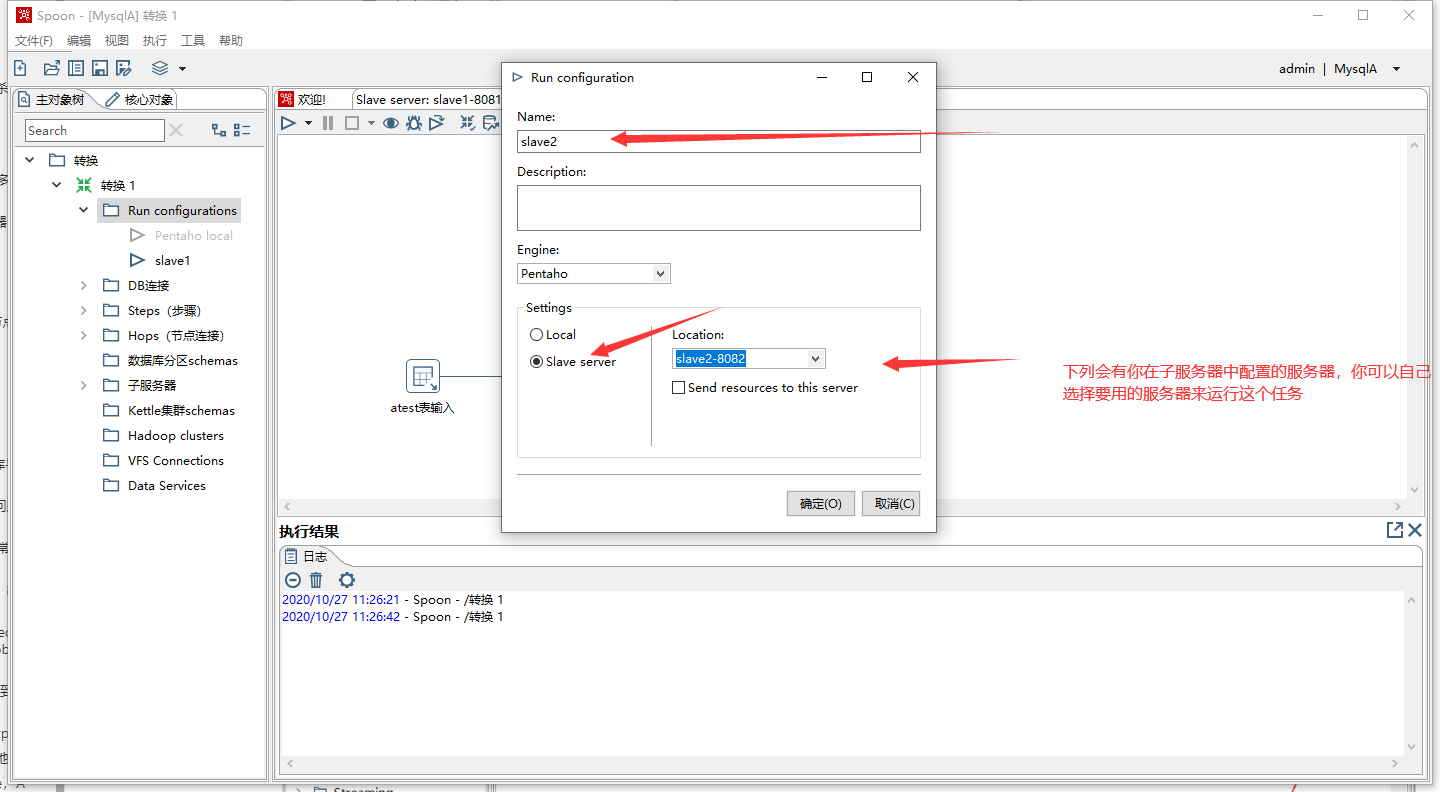 Spoon - [MysqlA] 转换 1
文件(F) 编辑 视图 执行 工具 帮助
admin | MysqlA
主对象树 核心对象
Search
转换
转换 1
Run configurations
Pentaho local
slave1
DB连接
Steps（步骤）
Hops（节点连接）
数据库分区schemas
子服务器
Kettle集群schemas
Hadoop clusters
VFS Connections
Data Services
欢迎! Slave server: slave1-8081
atest表输入
Run configuration
Name:
slave2
Description:
Engine:
Pentaho
Settings
Local
Slave server
Location:
slave2-8082
Send resources to this server
确定(O) 取消(C)
下列会有你在子服务器中配置的服务器，你可以自己
选择要用的服务器来运行这个任务
执行结果
日志
2020/10/27 11:26:21 - Spoon - /转换 1
2020/10/27 11:26:42 - Spoon - /转换 1
Streaming